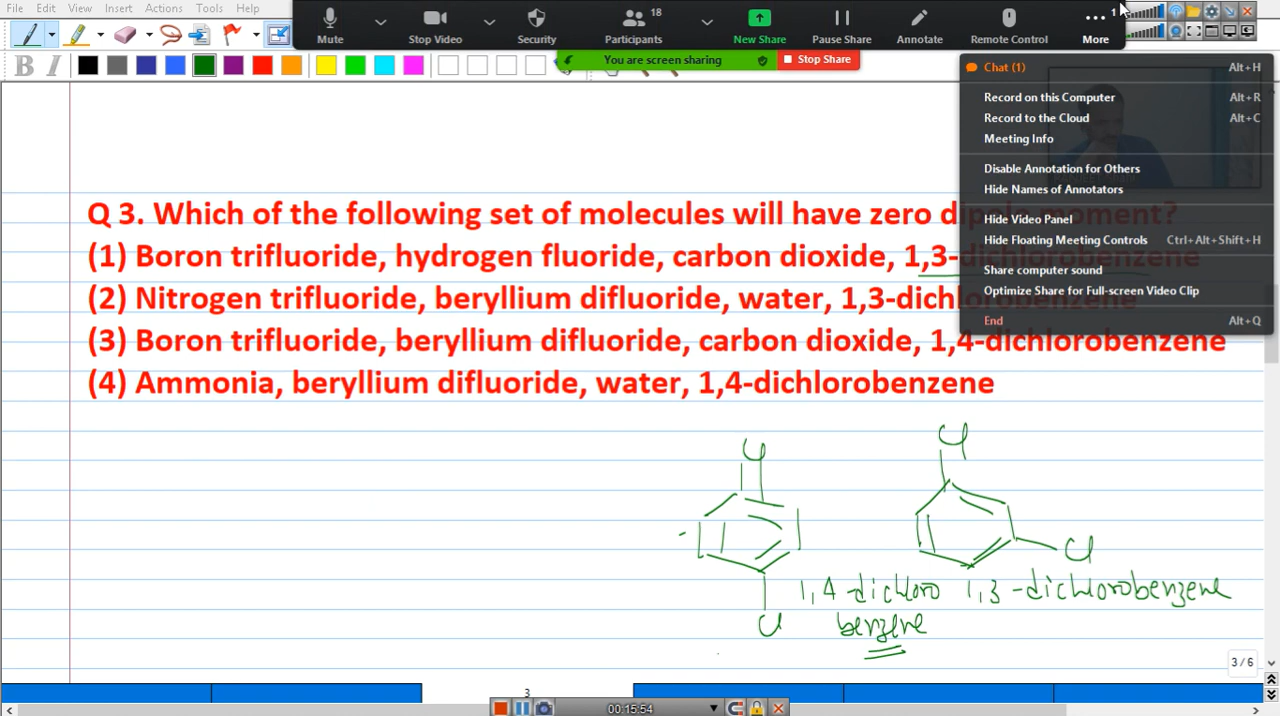 File Edit View Insert Actions Tools Help
Mute Stop Video Security Participants 18 New Share Pause Share Annotate Remote Control More 1
You are screen sharing Stop Share
B I
Chat (1) Alt+H
Record on this Computer Alt+R
Record to the Cloud Alt+C
Meeting Info
Disable Annotation for Others
Hide Names of Annotators
Hide Video Panel
Hide Floating Meeting Controls Ctrl+Alt+Shift+H
Share computer sound
Optimize Share for Full-screen Video Clip
End Alt+Q
Q 3. Which of the following set of molecules will have zero dipole moment?
(1) Boron trifluoride, hydrogen fluoride, carbon dioxide, 1,3-dichlorobenzene
(2) Nitrogen trifluoride, beryllium difluoride, water, 1,3-dichlorobenzene
(3) Boron trifluoride, beryllium difluoride, carbon dioxide, 1,4-dichlorobenzene
(4) Ammonia, beryllium difluoride, water, 1,4-dichlorobenzene
Cl Cl
Cl
1,4-dichloro 1,3-dichlorobenzene
Cl benzene
3/6
3
00:15:54